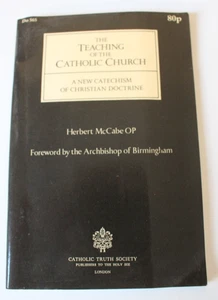 80p
THE
TEACHING
OF THE
CATHOLIC CHURCH
A NEW CATECHISM
OF CHRISTIAN DOCTRINE
Herbert McCabe OP
Foreword by the Archbishop of Birmingham
CATHOLIC TRUTH SOCIETY
PUBLISHERS TO THE HOLY SEE
LONDON